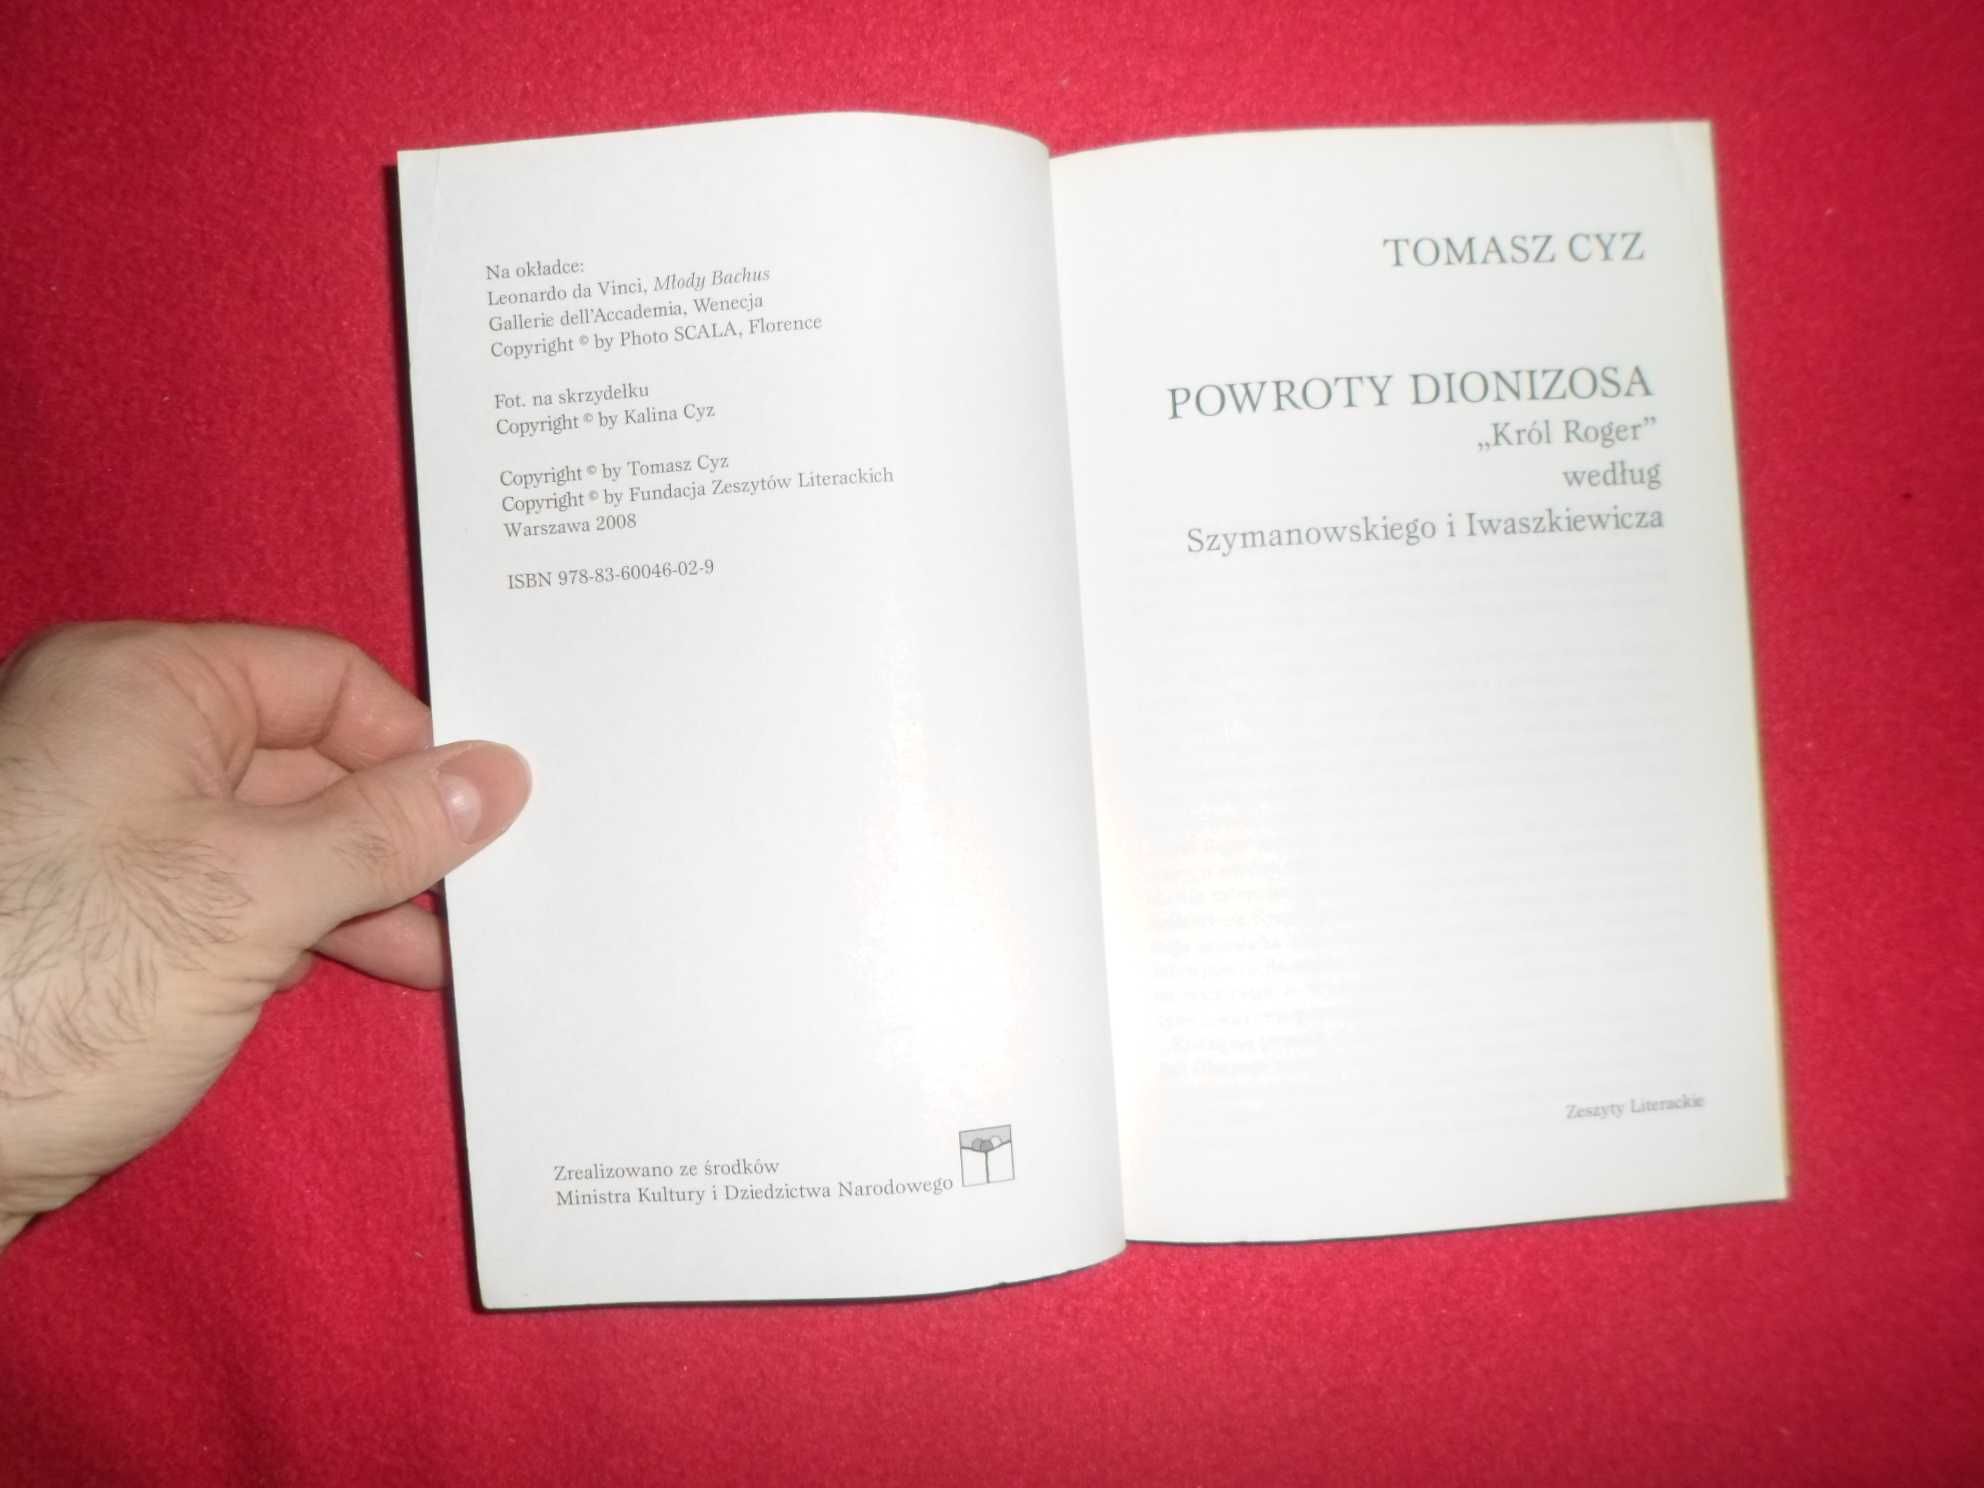 Na okładce:
Leonardo da Vinci, Młody Bachus
Gallerie dell'Accademia, Wenecja
Copyright © by Photo SCALA, Florence
Fot. na skrzydełku
Copyright © by Kalina Cyz
Copyright © by Tomasz Cyz
Copyright © by Fundacja Zeszytów Literackich
Warszawa 2008
ISBN 978-83-60046-02-9
Zrealizowano ze środków
Ministra Kultury i Dziedzictwa Narodowego
TOMASZ CYZ
POWROTY DIONIZOSA
„Król Roger”
według
Szymanowskiego i Iwaszkiewicza
Zeszyty Literackie